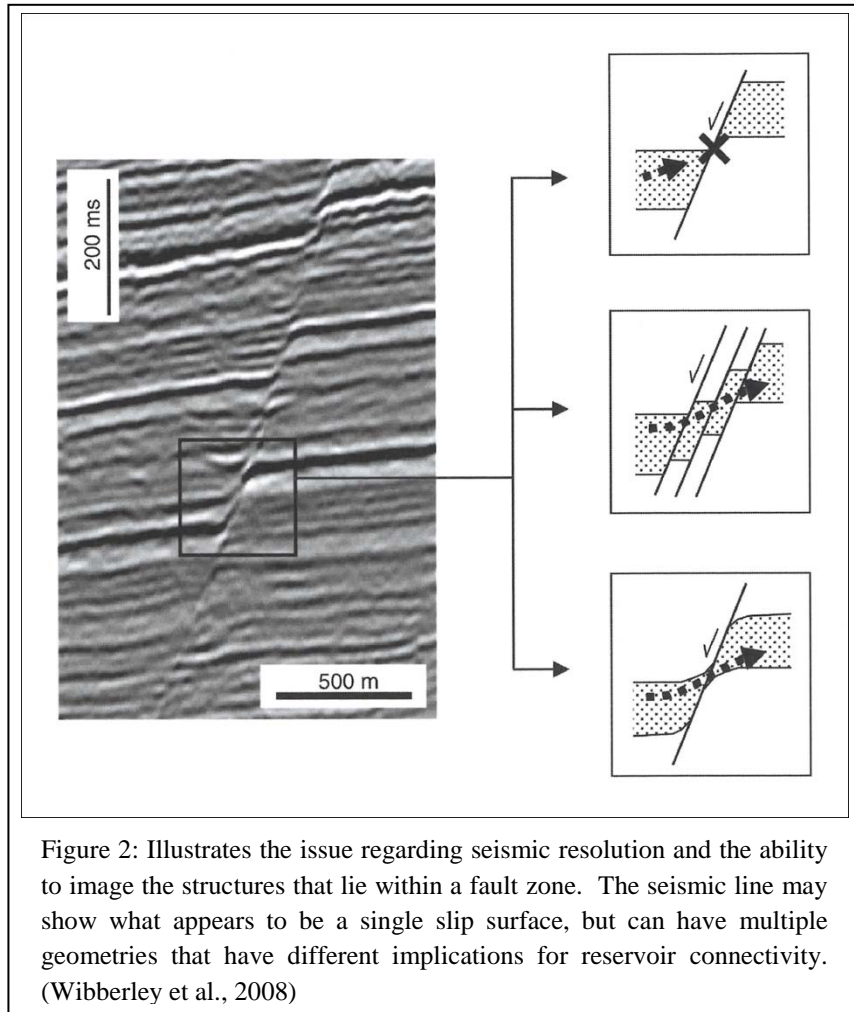 200 ms
500 m
Figure 2: Illustrates the issue regarding seismic resolution and the ability
to image the structures that lie within a fault zone.  The seismic line may
show what appears to be a single slip surface, but can have multiple
geometries that have different implications for reservoir connectivity.
(Wibberley et al., 2008)